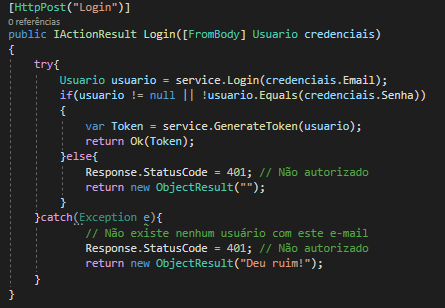 [HttpPost("Login")]
0 referências
public IActionResult Login([FromBody] Usuario credenciais)
{
try{
Usuario usuario = service.Login(credenciais.Email);
if(usuario != null || !usuario.Equals(credenciais.Senha))
{
var Token = service.GenerateToken(usuario);
return Ok(Token);
}else{
Response.StatusCode = 401; // Não autorizado
return new ObjectResult("");
}
}catch(Exception e){
// Não existe nenhum usuário com este e-mail
Response.StatusCode = 401; // Não autorizado
return new ObjectResult("Deu ruim!");
}
}